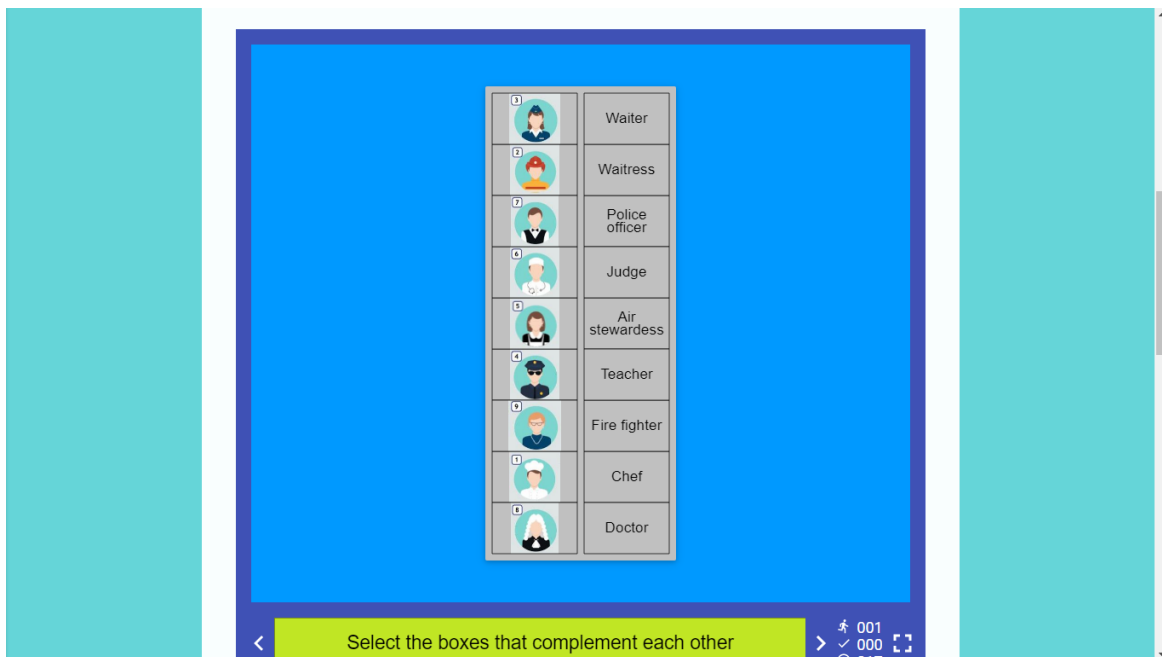 3
Waiter
2
Waitress
7
Police
officer
6
Judge
5
Air
stewardess
4
Teacher
9
Fire fighter
1
Chef
8
Doctor
Select the boxes that complement each other
001
000